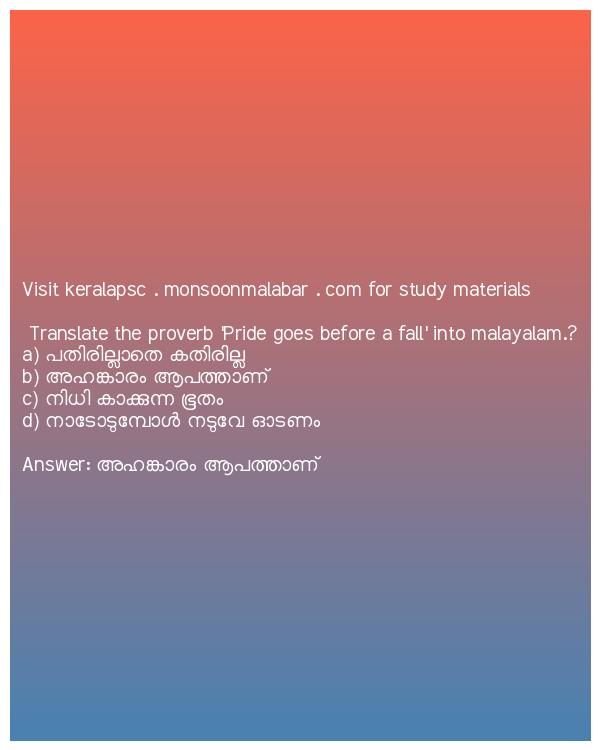 Visit keralapsc . monsoonmalabar . com for study materials
Translate the proverb 'Pride goes before a fall' into malayalam.?
a) പതിരില്ലാതെ കതിരില്ല
b) അഹങ്കാരം ആപത്താണ്
c) നിധി കാക്കുന്ന ഭൂതം
d) നാടോടുമ്പോൾ നടുവേ ഓടണം
Answer: അഹങ്കാരം ആപത്താണ്